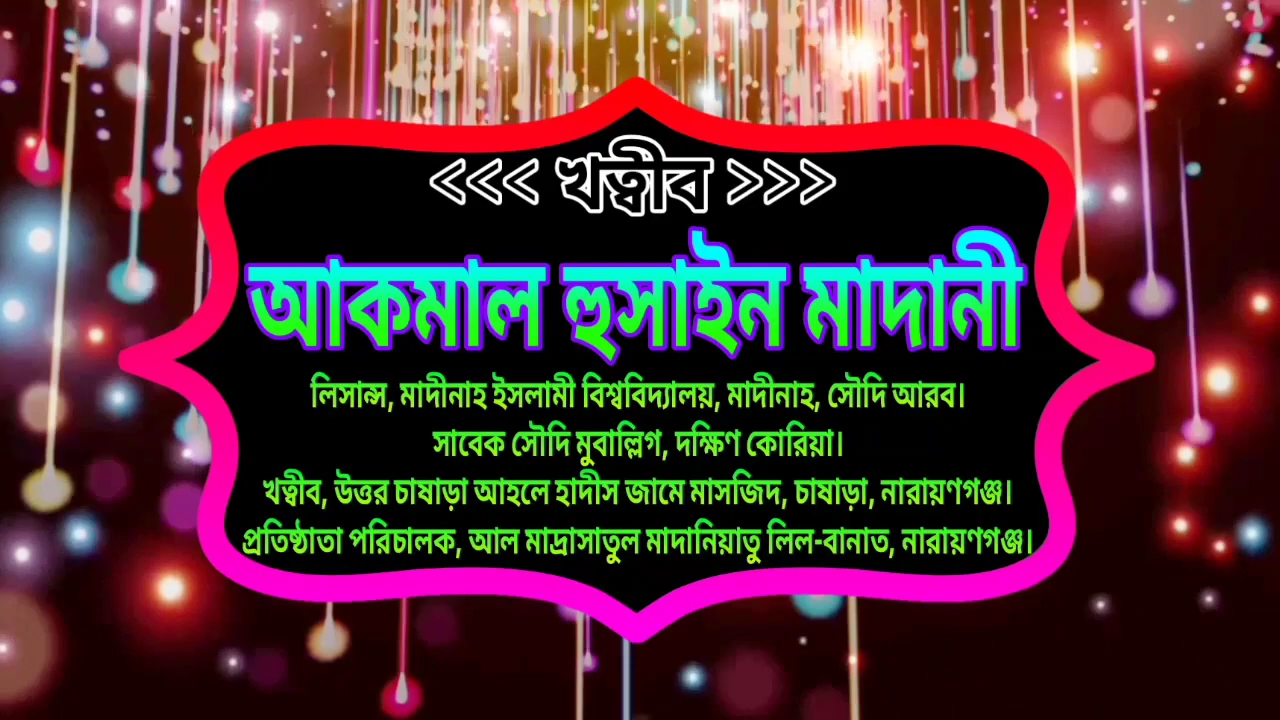 <<< খত্বীব >>>
আকমাল হুসাইন মাদানী
লিসান্স, মাদীনাহ ইসলামী বিশ্ববিদ্যালয়, মাদীনাহ, সৌদি আরব।
সাবেক সৌদি মুবাল্লিগ, দক্ষিণ কোরিয়া।
খত্বীব, উত্তর চাষাড়া আহলে হাদীস জামে মাসজিদ, চাষাড়া, নারায়ণগঞ্জ।
প্রতিষ্ঠাতা পরিচালক, আল মাদ্রাসাতুল মাদানিয়াতু লিল-বানাত, নারায়ণগঞ্জ।